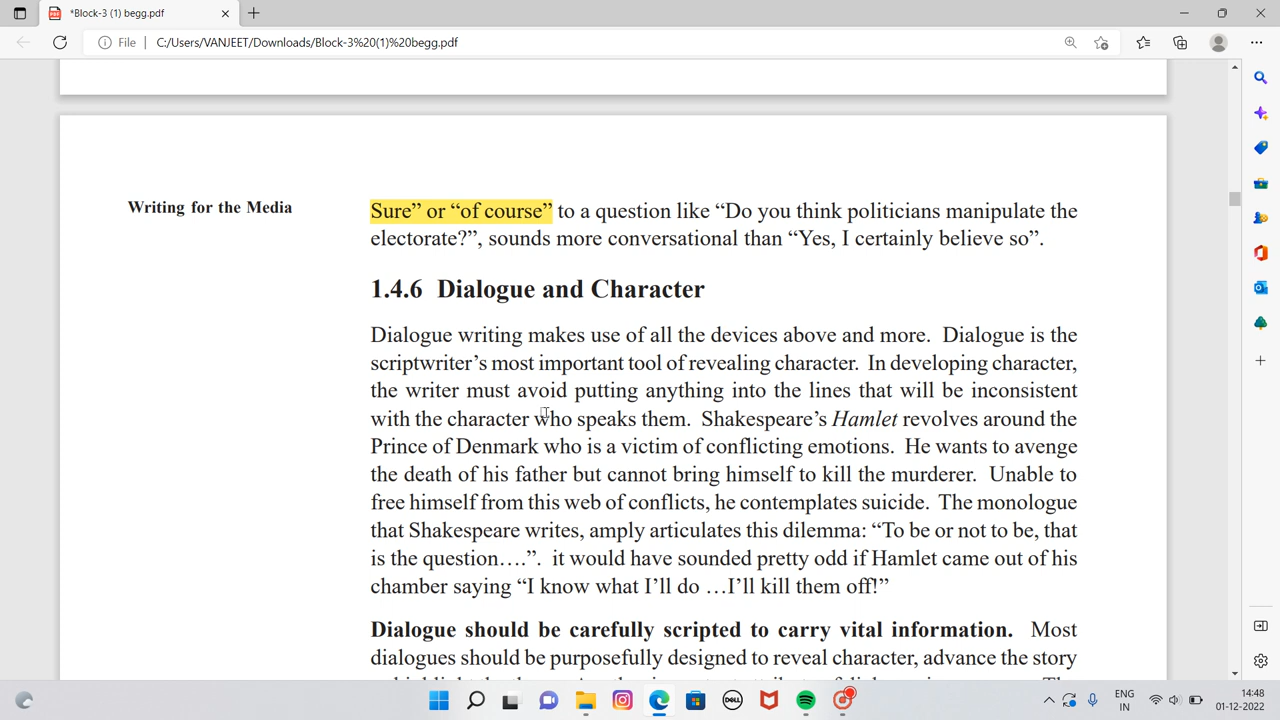 *Block-3 (1) begg.pdf
File
C:/Users/VANJEET/Downloads/Block-3%20(1)%20begg.pdf
Writing for the Media
Sure” or “of course” to a question like “Do you think politicians manipulate the
electorate?”, sounds more conversational than “Yes, I certainly believe so”.
1.4.6 Dialogue and Character
Dialogue writing makes use of all the devices above and more. Dialogue is the
scriptwriter’s most important tool of revealing character. In developing character,
the writer must avoid putting anything into the lines that will be inconsistent
with the character who speaks them. Shakespeare’s Hamlet revolves around the
Prince of Denmark who is a victim of conflicting emotions. He wants to avenge
the death of his father but cannot bring himself to kill the murderer. Unable to
free himself from this web of conflicts, he contemplates suicide. The monologue
that Shakespeare writes, amply articulates this dilemma: “To be or not to be, that
is the question….”. it would have sounded pretty odd if Hamlet came out of his
chamber saying “I know what I’ll do …I’ll kill them off!”
Dialogue should be carefully scripted to carry vital information. Most
dialogues should be purposefully designed to reveal character, advance the story
DELL
ENG
IN
14:48
01-12-2022